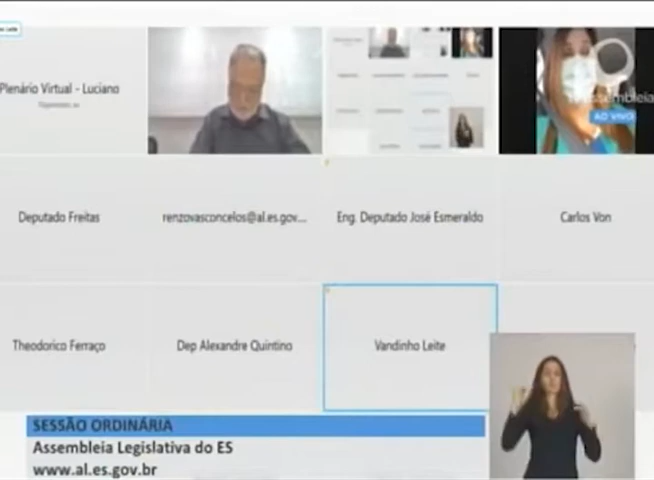 Plenário Virtual - Luciano
Assembleia
AO VIVO
Deputado Freitas
renzovasconcelos@al.es.gov...
Eng. Deputado José Esmeraldo
Carlos Von
Theodorico Ferraço
Dep Alexandre Quintino
Vandinho Leite
SESSÃO ORDINÁRIA
Assembleia Legislativa do ES
www.al.es.gov.br